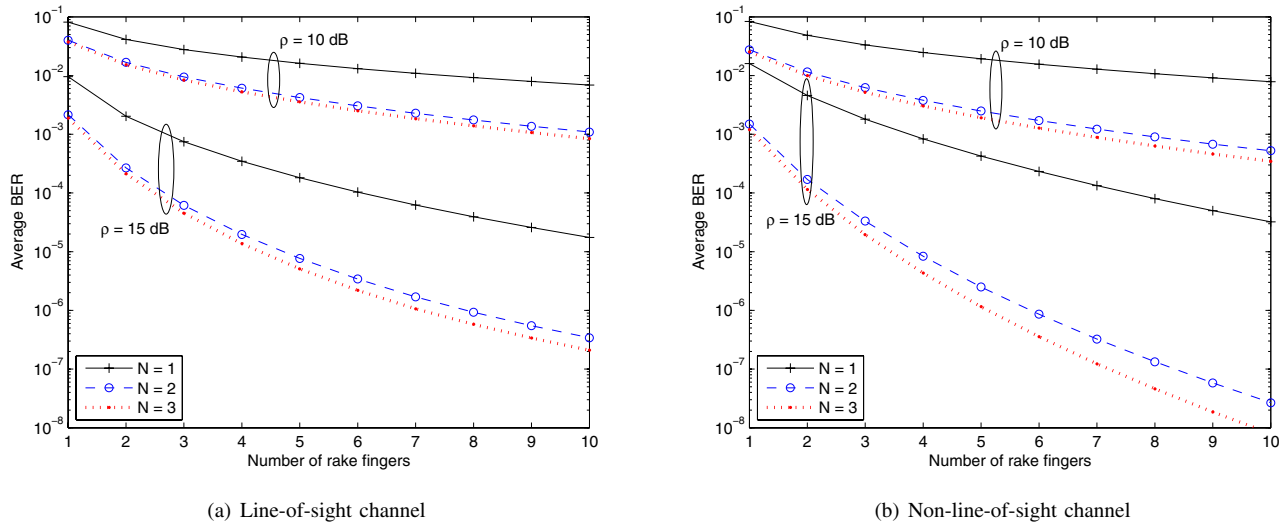 10⁻¹
10⁻²
10⁻³
10⁻⁴
10⁻⁵
10⁻⁶
10⁻⁷
10⁻⁸
Average BER
ρ = 10 dB
ρ = 15 dB
N = 1
N = 2
N = 3
1 2 3 4 5 6 7 8 9 10
Number of rake fingers
(a) Line-of-sight channel
10⁻¹
10⁻²
10⁻³
10⁻⁴
10⁻⁵
10⁻⁶
10⁻⁷
10⁻⁸
Average BER
ρ = 10 dB
ρ = 15 dB
N = 1
N = 2
N = 3
1 2 3 4 5 6 7 8 9 10
Number of rake fingers
(b) Non-line-of-sight channel